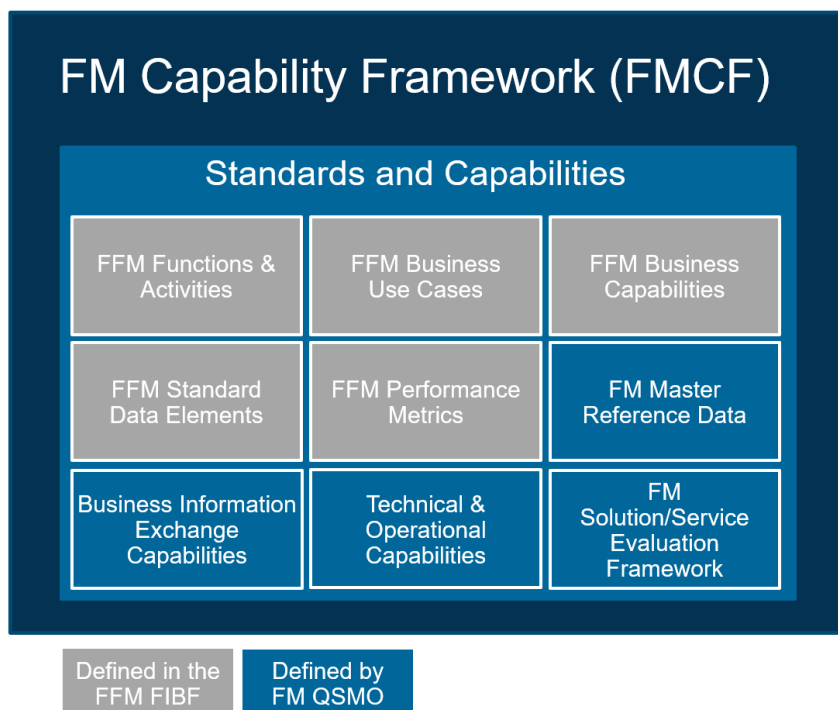 FM Capability Framework (FMCF)
Standards and Capabilities
FFM Functions &
Activities
FFM Business
Use Cases
FFM Business
Capabilities
FFM Standard
Data Elements
FFM Performance
Metrics
FM Master
Reference Data
Business Information
Exchange
Capabilities
Technical &
Operational
Capabilities
FM
Solution/Service
Evaluation
Framework
Defined in the
FFM FIBF
Defined by
FM QSMO